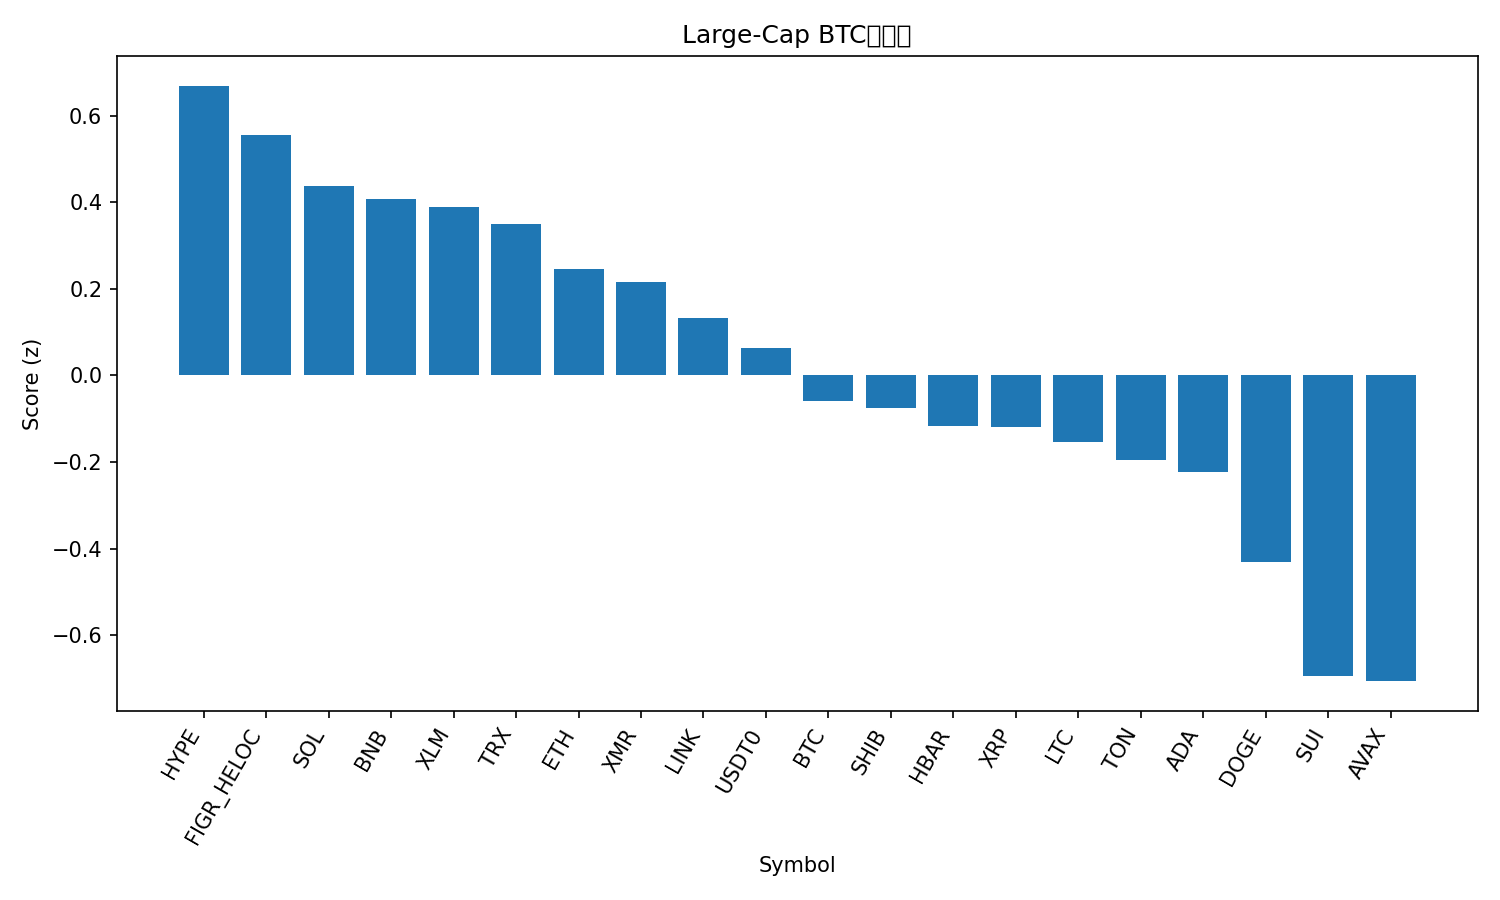 Large-Cap BTC
0.6
0.4
0.2
0.0
−0.2
−0.4
−0.6
Score (z)
HYPE
FIGR_HELOC
SOL
BNB
XLM
TRX
ETH
XMR
LINK
USDT0
BTC
SHIB
HBAR
XRP
LTC
TON
ADA
DOGE
SUI
AVAX
Symbol